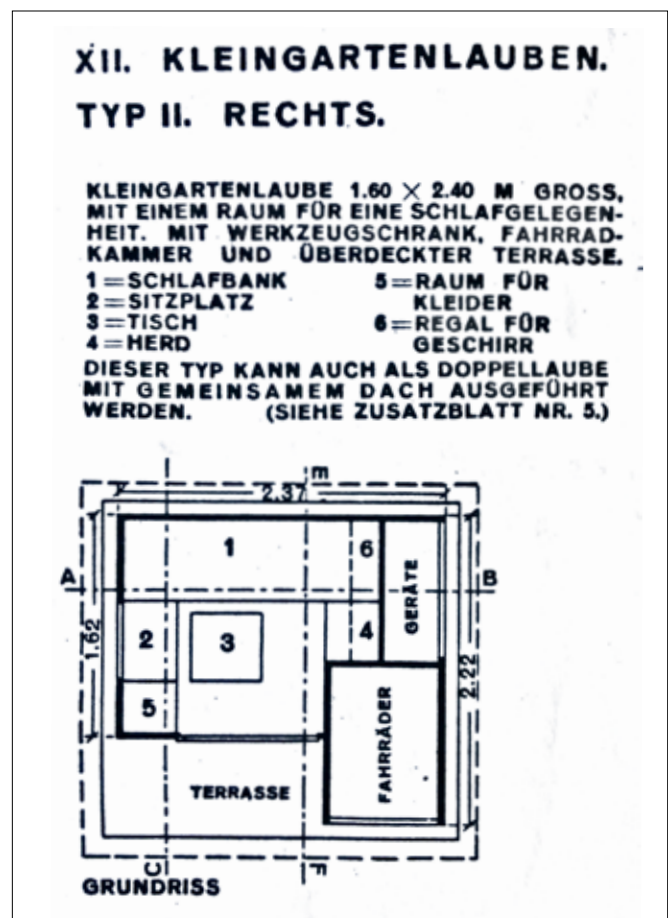 XII. KLEINGARTENLAUBEN.
TYP II. RECHTS.
KLEINGARTENLAUBE 1.60 × 2.40 M GROSS,
MIT EINEM RAUM FÜR EINE SCHLAFGELEGEN-
HEIT. MIT WERKZEUGSCHRANK, FAHRRAD-
KAMMER UND ÜBERDECKTER TERRASSE.
1 = SCHLAFBANK
2 = SITZPLATZ
3 = TISCH
4 = HERD
5 = RAUM FÜR
KLEIDER
6 = REGAL FÜR
GESCHIRR
DIESER TYP KANN AUCH ALS DOPPELLAUBE
MIT GEMEINSAMEM DACH AUSGEFÜHRT
WERDEN. (SIEHE ZUSATZBLATT NR. 5.)
E
2.37
1
6
A
B
GERÄTE
2
3
4
1.62
2.22
5
FAHRRÄDER
TERRASSE
C
F
GRUNDRISS